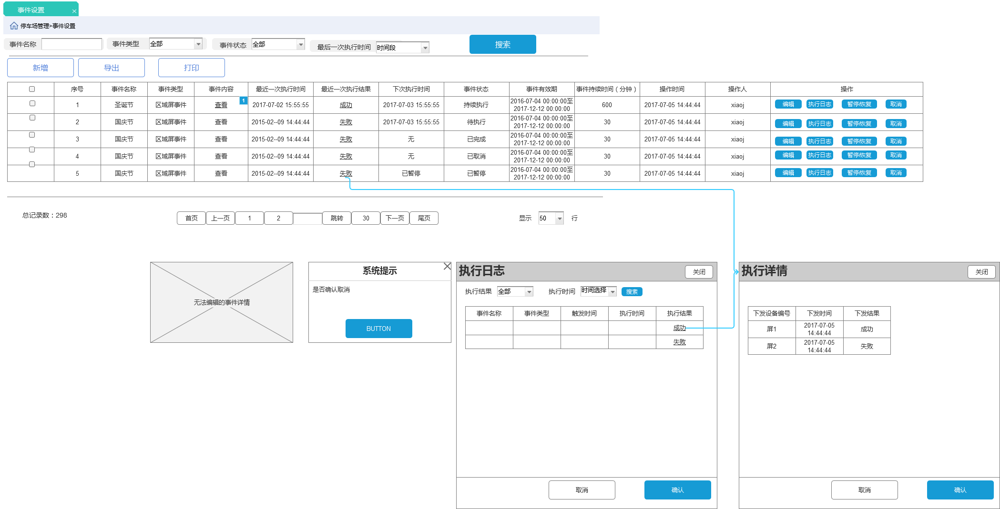 事件设置
停车场管理>事件设置
事件名称 事件类型 全部 事件状态 全部 最后一次执行时间 时间段 搜索
新增 导出 打印
序号 事件名称 事件类型 事件内容 最近一次执行时间 最近一次执行结果 下次执行时间 事件状态 事件有效期 事件持续时间（分钟） 操作时间 操作人 操作
1 圣诞节 区域屏事件 查看 1 2017-07-02 15:55:55 成功 2017-07-03 15:55:55 持续执行 2016-07-04 00:00:00至 2017-12-12 00:00:00 600 2017-07-05 14:44:44 xiaoj 编辑 执行日志 暂停/恢复 取消
2 国庆节 区域屏事件 查看 2015-02--09 14:44:44 失败 2017-07-03 15:55:55 待执行 2016-07-04 00:00:00至 2017-12-12 00:00:00 30 2017-07-05 14:44:44 xiaoj 编辑 执行日志 暂停/恢复 取消
3 国庆节 区域屏事件 查看 2015-02--09 14:44:44 失败 无 已完成 2016-07-04 00:00:00至 2017-12-12 00:00:00 30 2017-07-05 14:44:44 xiaoj 编辑 执行日志 暂停/恢复 取消
4 国庆节 区域屏事件 查看 2015-02--09 14:44:44 失败 无 已取消 2016-07-04 00:00:00至 2017-12-12 00:00:00 30 2017-07-05 14:44:44 xiaoj 编辑 执行日志 暂停/恢复 取消
5 国庆节 区域屏事件 查看 2015-02--09 14:44:44 失败 已暂停 已暂停 2016-07-04 00:00:00至 2017-12-12 00:00:00 30 2017-07-05 14:44:44 xiaoj 编辑 执行日志 暂停/恢复 取消
总记录数：298 首页 上一页 1 2 跳转 30 下一页 尾页 显示 50 行
无法编辑的事件详情
系统提示
是否确认取消
BUTTON
执行日志 关闭
执行结果 全部 执行时间 时间选择 搜索
事件名称 事件类型 触发时间 执行时间 执行结果
成功
失败
取消 确认
执行详情 关闭
下发设备编号 下发时间 下发结果
屏1 2017-07-05 14:44:44 成功
屏2 2017-07-05 14:44:44 失败
取消 确认